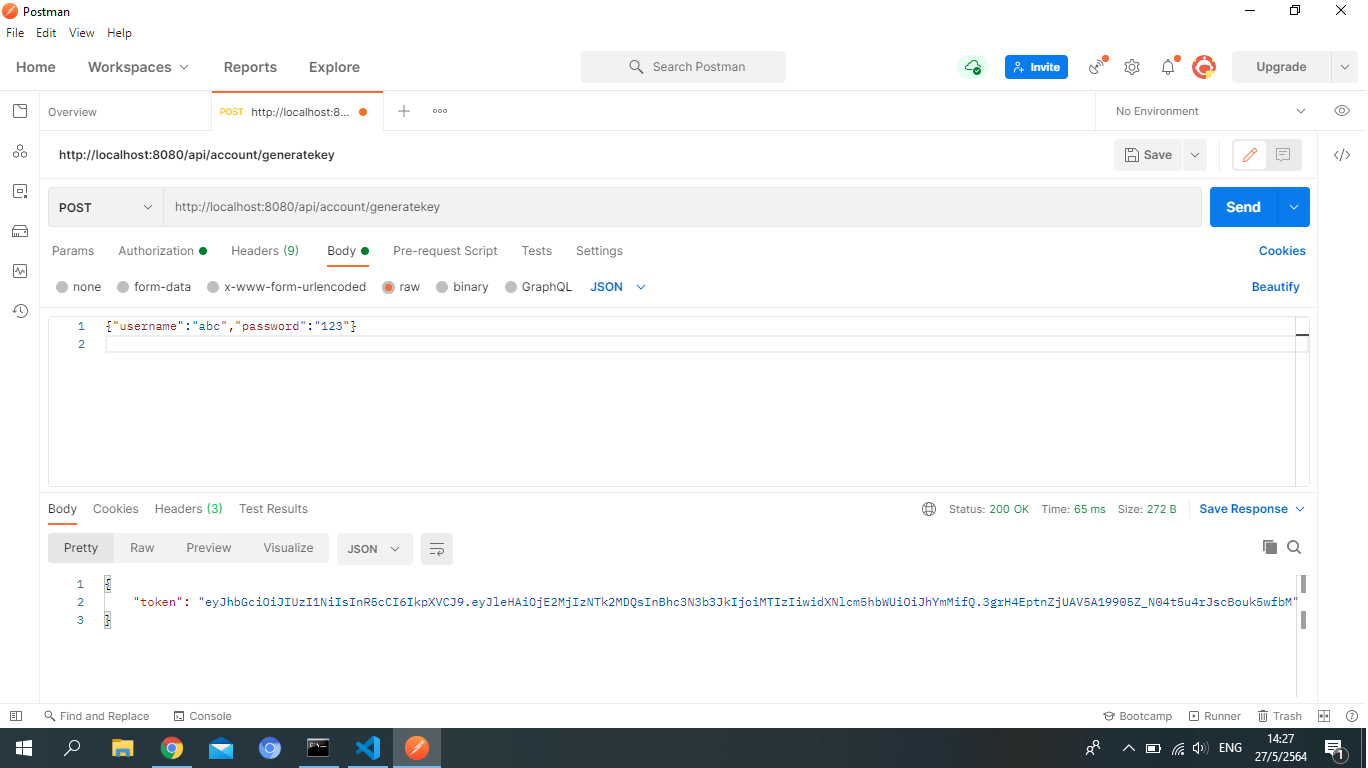 Postman
File Edit View Help
Home Workspaces Reports Explore Search Postman Invite Upgrade
Overview POST http://localhost:8... No Environment
http://localhost:8080/api/account/generatekey Save
POST http://localhost:8080/api/account/generatekey Send
Params Authorization Headers (9) Body Pre-request Script Tests Settings Cookies
none form-data x-www-form-urlencoded raw binary GraphQL JSON Beautify
1 {"username":"abc","password":"123"}
2
Body Cookies Headers (3) Test Results Status: 200 OK Time: 65 ms Size: 272 B Save Response
Pretty Raw Preview Visualize JSON
1 {
2 "token": "eyJhbGciOiJIUzI1NiIsInR5cCI6IkpXVCJ9.eyJleHAiOjE2MjIzNTk2MDQsInBhc3N3b3JkIjoiMTIzIiwidXNlcm5hbWUiOiJhYmMifQ.3grH4EptnZjUAV5A19905Z_N04t5u4rJscBouk5wfbM"
3 }
Find and Replace Console Bootcamp Runner Trash
ENG 14:27
27/5/2564 1